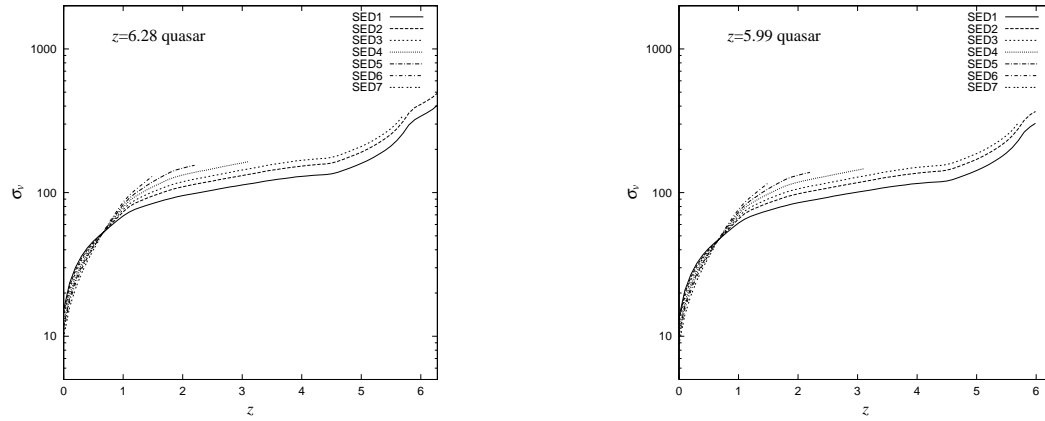 z=6.28 quasar
SED1
SED2
SED3
SED4
SED5
SED6
SED7
1000
100
10
σv
0 1 2 3 4 5 6
z
z=5.99 quasar
SED1
SED2
SED3
SED4
SED5
SED6
SED7
1000
100
10
σv
0 1 2 3 4 5 6
z